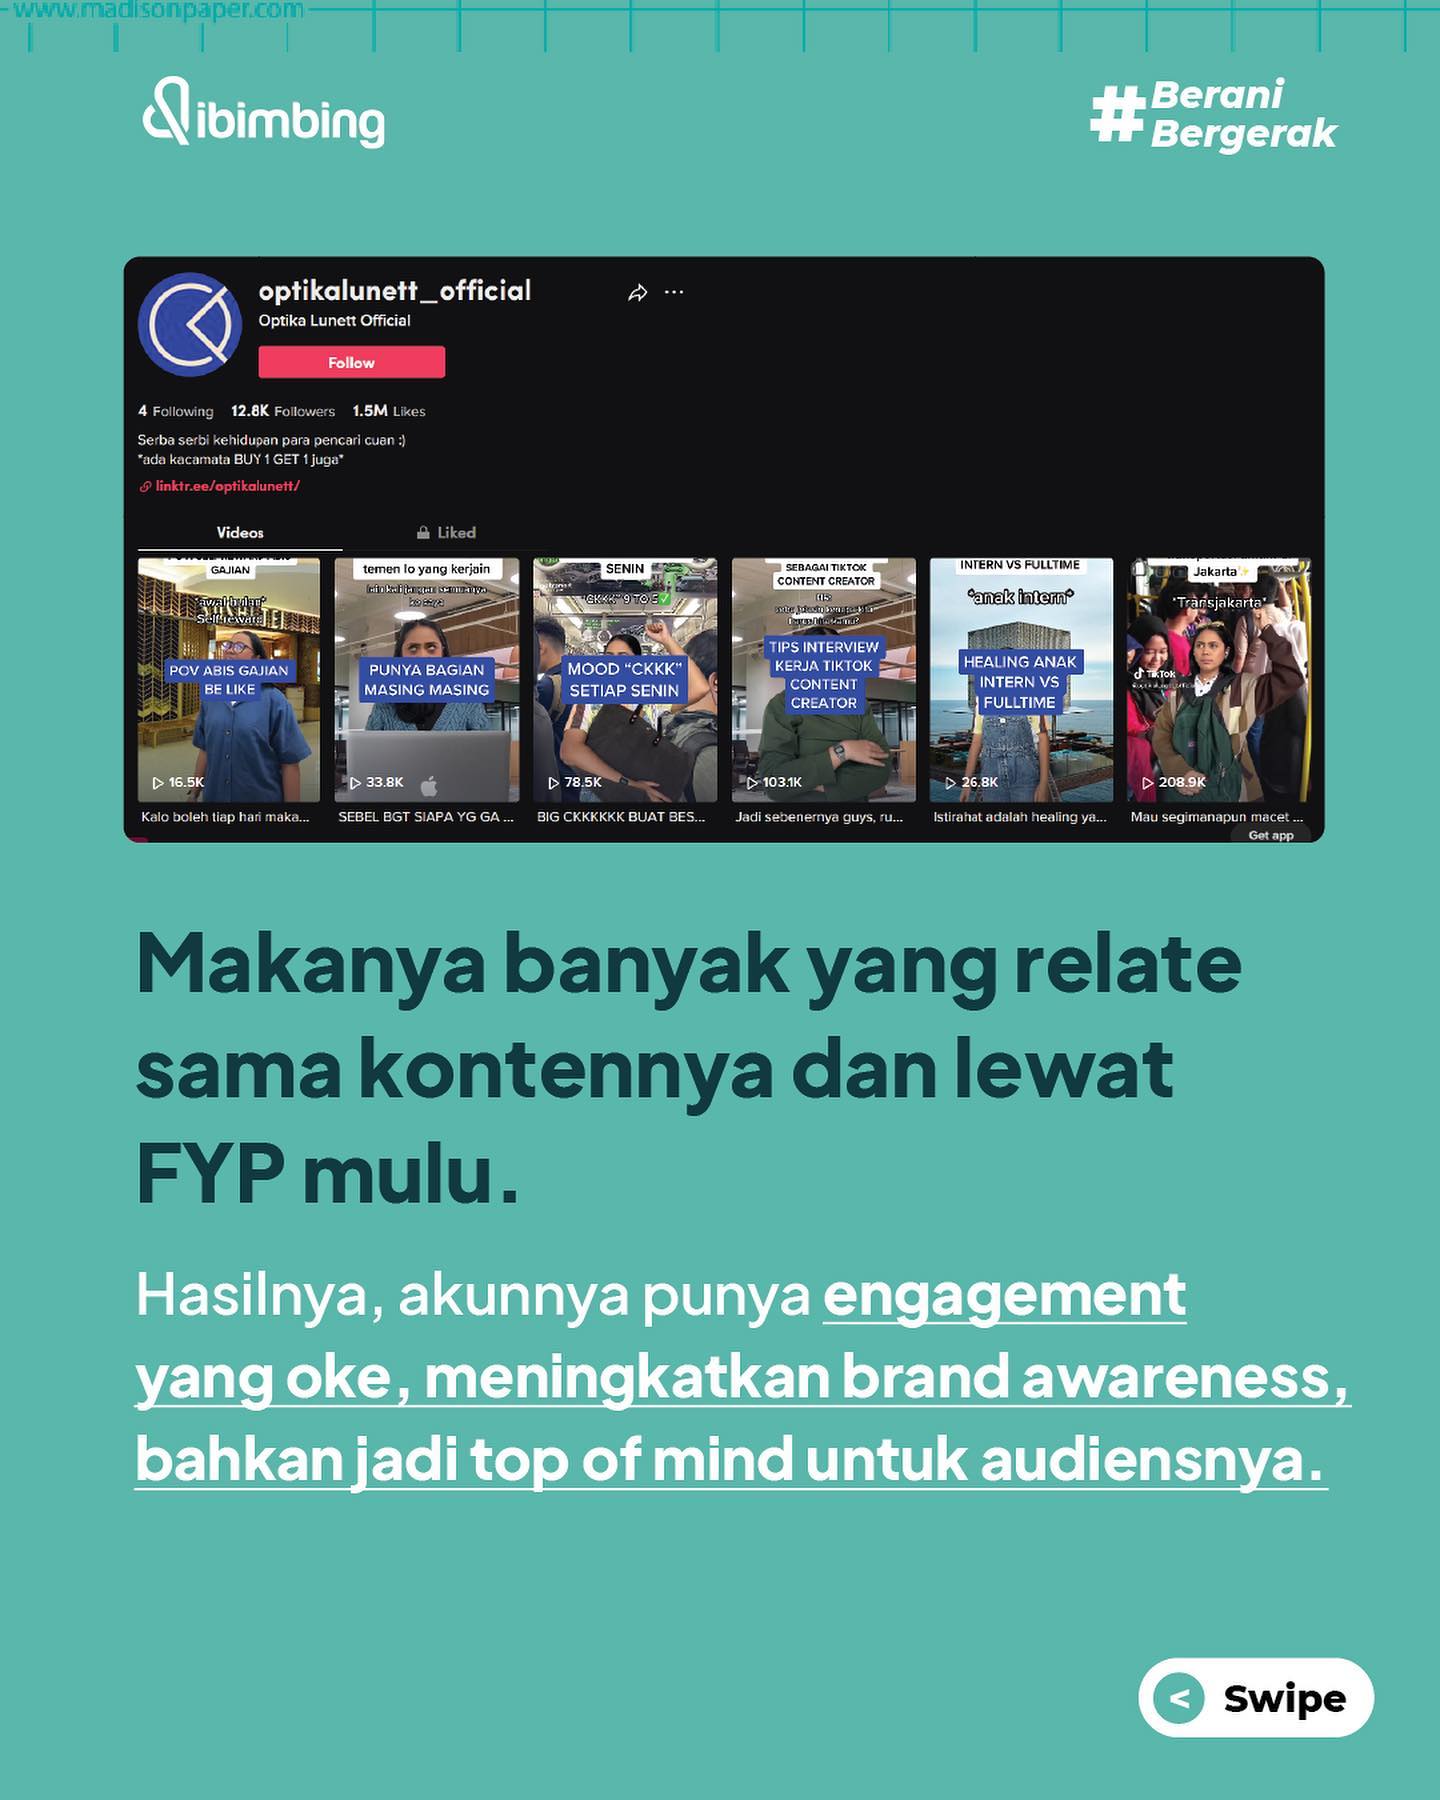 www.madisonpaper.com
dibimbing
#Berani
Bergerak
optikalunett_official
Optika Lunett Official
Follow
4 Following 12.8K Followers 1.5M Likes
Serba serbi kehidupan para pencari cuan :)
*ada kacamata BUY 1 GET 1 juga*
linktr.ee/optikalunett/
Videos
Liked
GAJIAN
*awal bulan*
Self reward
POV ABIS GAJIAN
BE LIKE
16.5K
Kalo boleh tiap hari maka...
temen lo yang kerjain
lain kali jangan semuanya
PUNYA BAGIAN
MASING MASING
33.8K
SEBEL BGT SIAPA YG GA ...
SENIN
"CKKK" 9 TO 5✅
MOOD "CKKK"
SETIAP SENIN
78.5K
BIG CKKKKKK BUAT BES...
SEBAGAI TIKTOK
CONTENT CREATOR
TIPS INTERVIEW
KERJA TIKTOK
CONTENT
CREATOR
103.1K
Jadi sebenernya guys, ru...
INTERN VS FULLTIME
*anak intern*
HEALING ANAK
INTERN VS
FULLTIME
26.8K
Istirahat adalah healing ya...
Jakarta✨
*Transjakarta*
TikTok
208.9K
Mau segimanapun macet ...
Get app
Makanya banyak yang relate
sama kontennya dan lewat
FYP mulu.
Hasilnya, akunnya punya engagement
yang oke, meningkatkan brand awareness,
bahkan jadi top of mind untuk audiensnya.
< Swipe